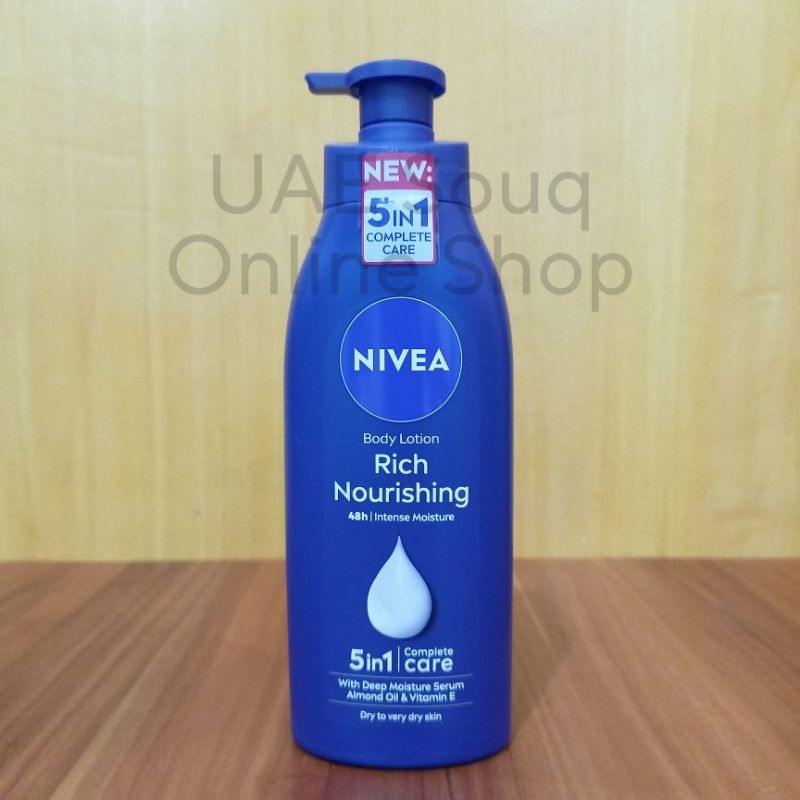 UAE Souq
Online Shop
NEW:
5IN1
COMPLETE
CARE
NIVEA
Body Lotion
Rich
Nourishing
48h | Intense Moisture
5in1 | Complete care
With Deep Moisture Serum
Almond Oil & Vitamin E
Dry to very dry skin